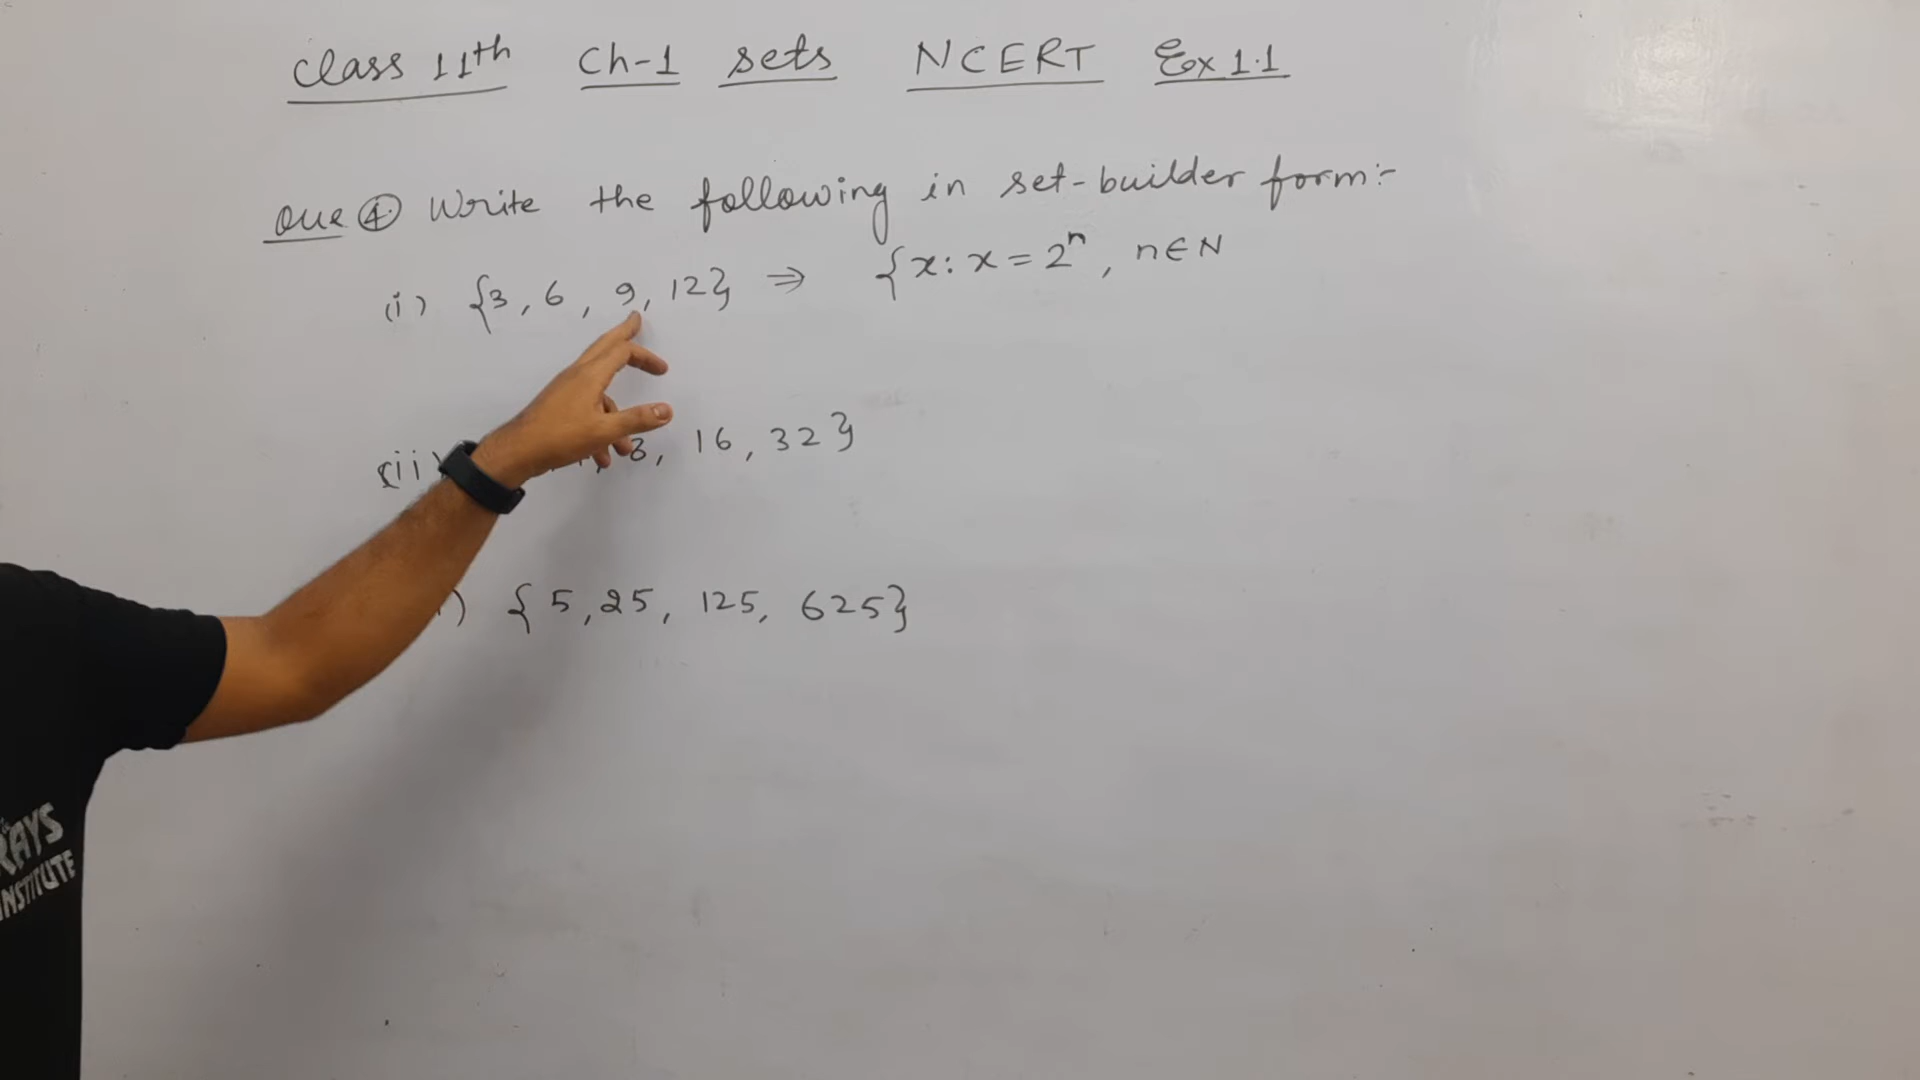 Class 11th Ch-1 sets NCERT Ex 1.1
Que ④ Write the following in set-builder form:-
(i) {3, 6, 9, 12} ⇒ {x: x = 2ⁿ, n∈N
(ii) 8, 16, 32}
) {5, 25, 125, 625}
RAYS
INSTITUTE